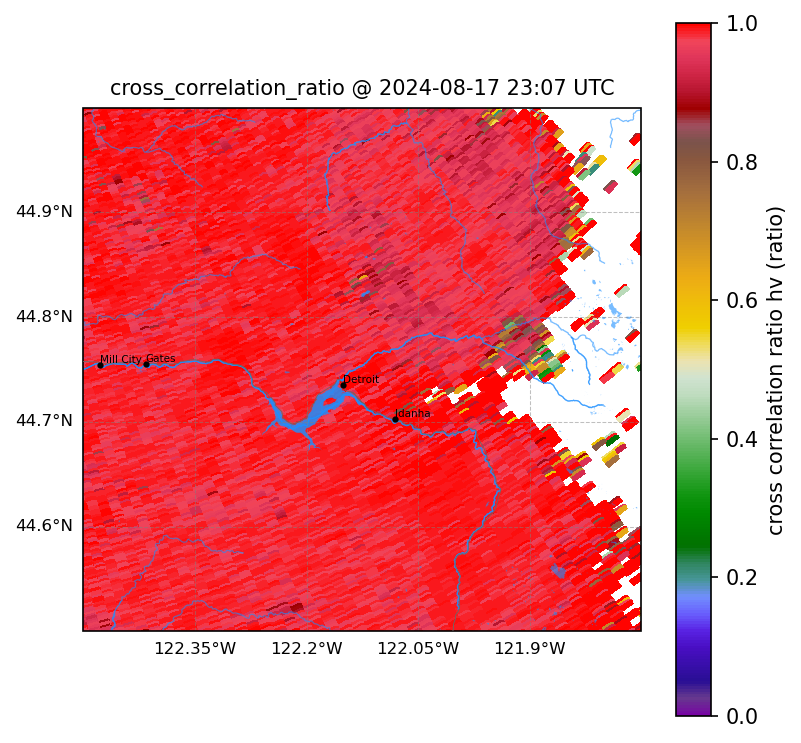 cross_correlation_ratio @ 2024-08-17 23:07 UTC
1.0
0.8
0.6
0.4
0.2
0.0
cross correlation ratio hv (ratio)
44.9°N
44.8°N
44.7°N
44.6°N
Mill City Gates
Detroit
Idanha
122.35°W 122.2°W 122.05°W 121.9°W